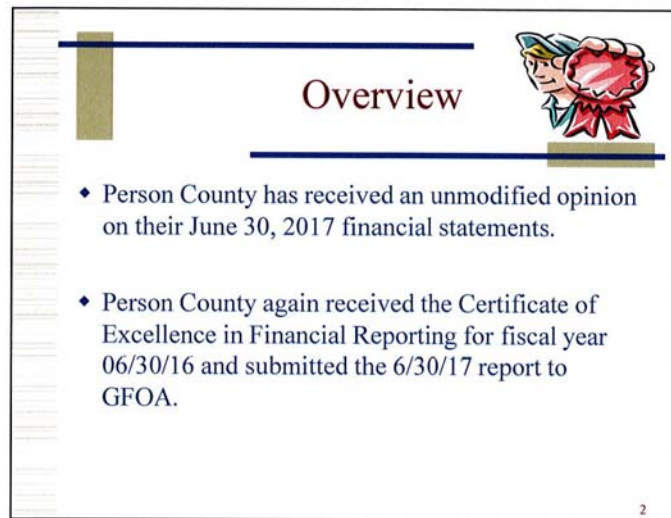 Overview
◆ Person County has received an unmodified opinion
on their June 30, 2017 financial statements.
◆ Person County again received the Certificate of
Excellence in Financial Reporting for fiscal year
06/30/16 and submitted the 6/30/17 report to
GFOA.
2